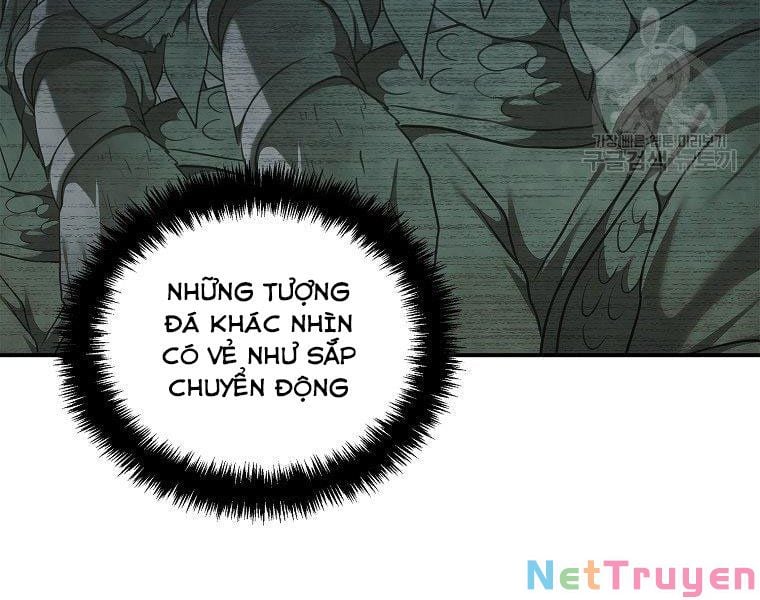 가장 빠른 웹툰 미리보기
구글검색 뉴토끼
NHỮNG TƯỢNG
ĐÁ KHÁC NHÌN
CÓ VẺ NHƯ SẮP
CHUYỂN ĐỘNG
NetTruyen